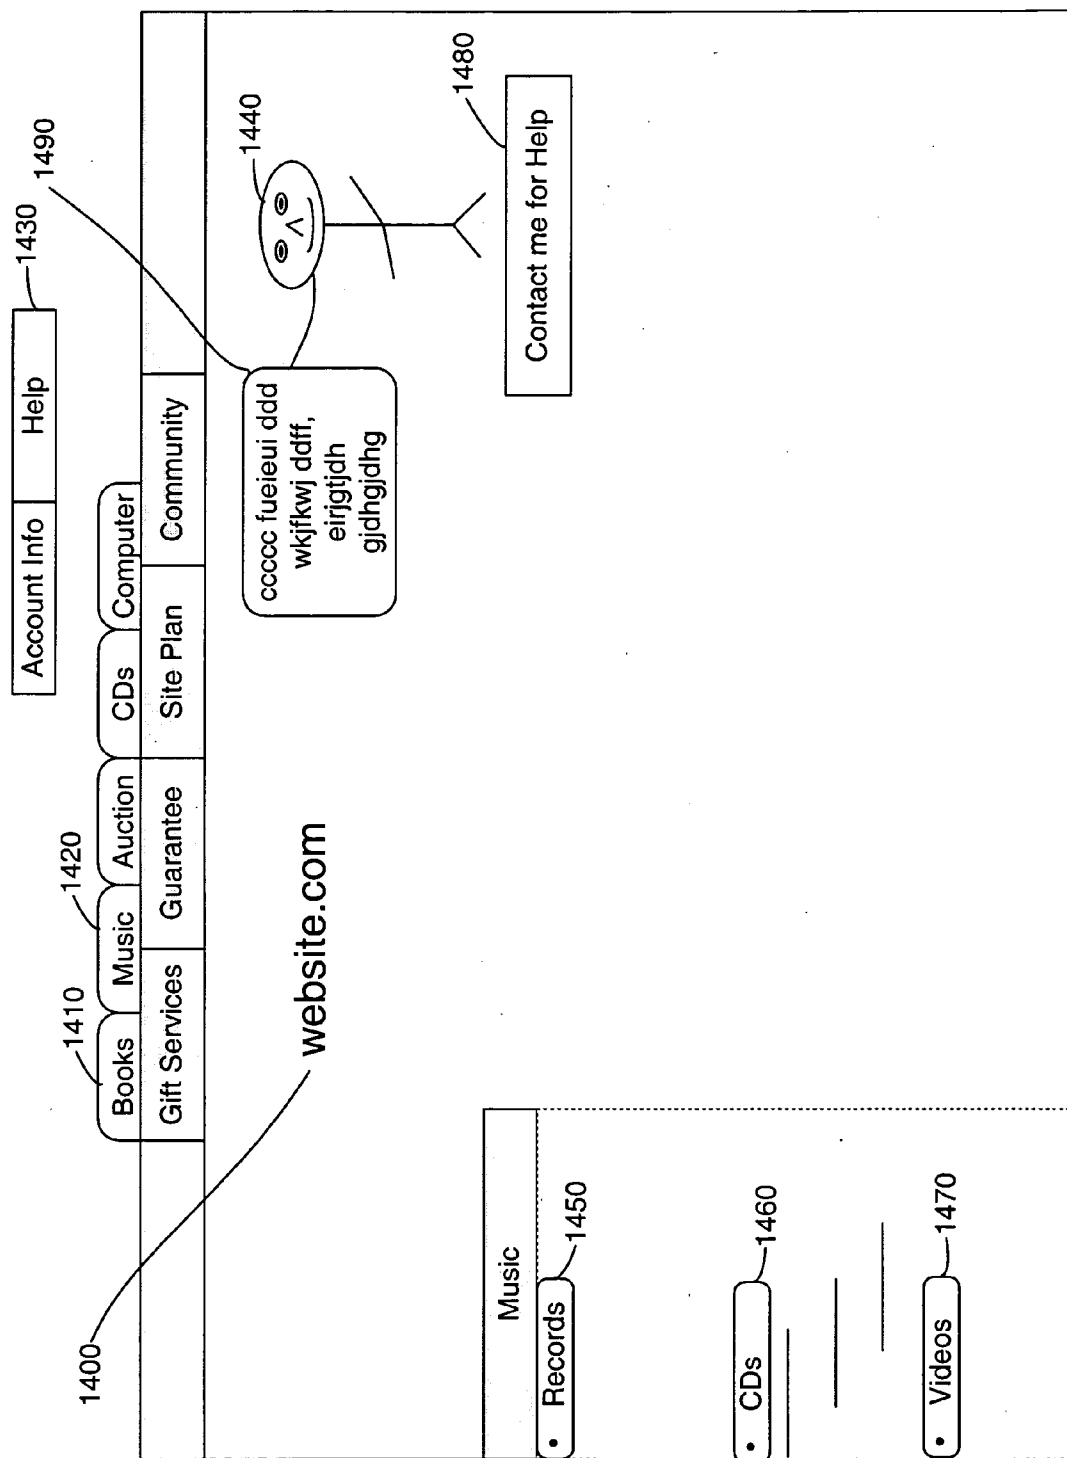 Account Info Help 1430
1490
1410 1420
Books Music Auction CDs Computer
Gift Services Guarantee Site Plan Community
1400
website.com
ccccc fueieui ddd
wkjfkwj ddff,
eirjgtjdh
gjdhgjdhg
1440
1480
Contact me for Help
Music
• Records 1450
• CDs 1460
• Videos 1470